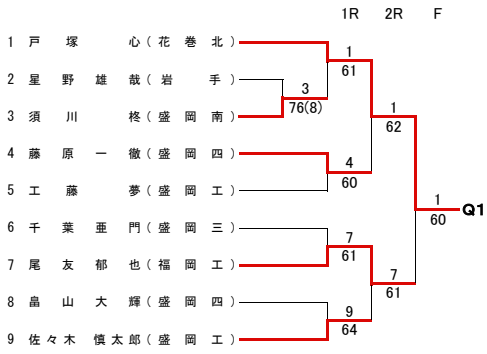 1R 2R F
1 戸塚 心(花巻北)
1
61
2 星野雄哉(岩手)
3
76(8)
3 須川 柊(盛岡南)
1
62
4 藤原一徹(盛岡四)
4
60
5 工藤 夢(盛岡工)
1
60
Q1
6 千葉亜門(盛岡三)
7
61
7 尾友郁也(福岡工)
7
61
8 畠山大輝(盛岡四)
9
64
9 佐々木 慎太郎(盛岡工)